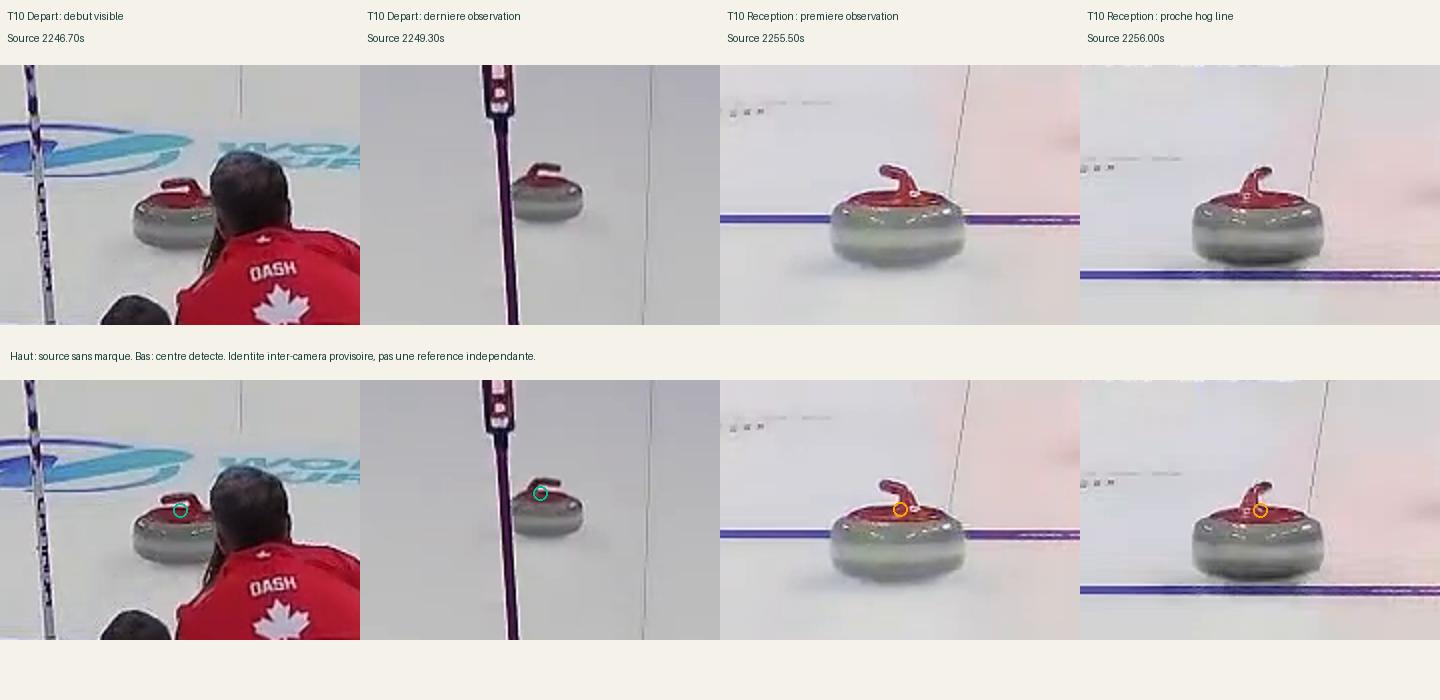 T10 Depart : debut visible
Source 2246.70s
T10 Depart : derniere observation
Source 2249.30s
T10 Reception : premiere observation
Source 2255.50s
T10 Reception : proche hog line
Source 2256.00s
DASH
Haut : source sans marque. Bas : centre detecte. Identite inter-camera provisoire, pas une reference independante.
DASH